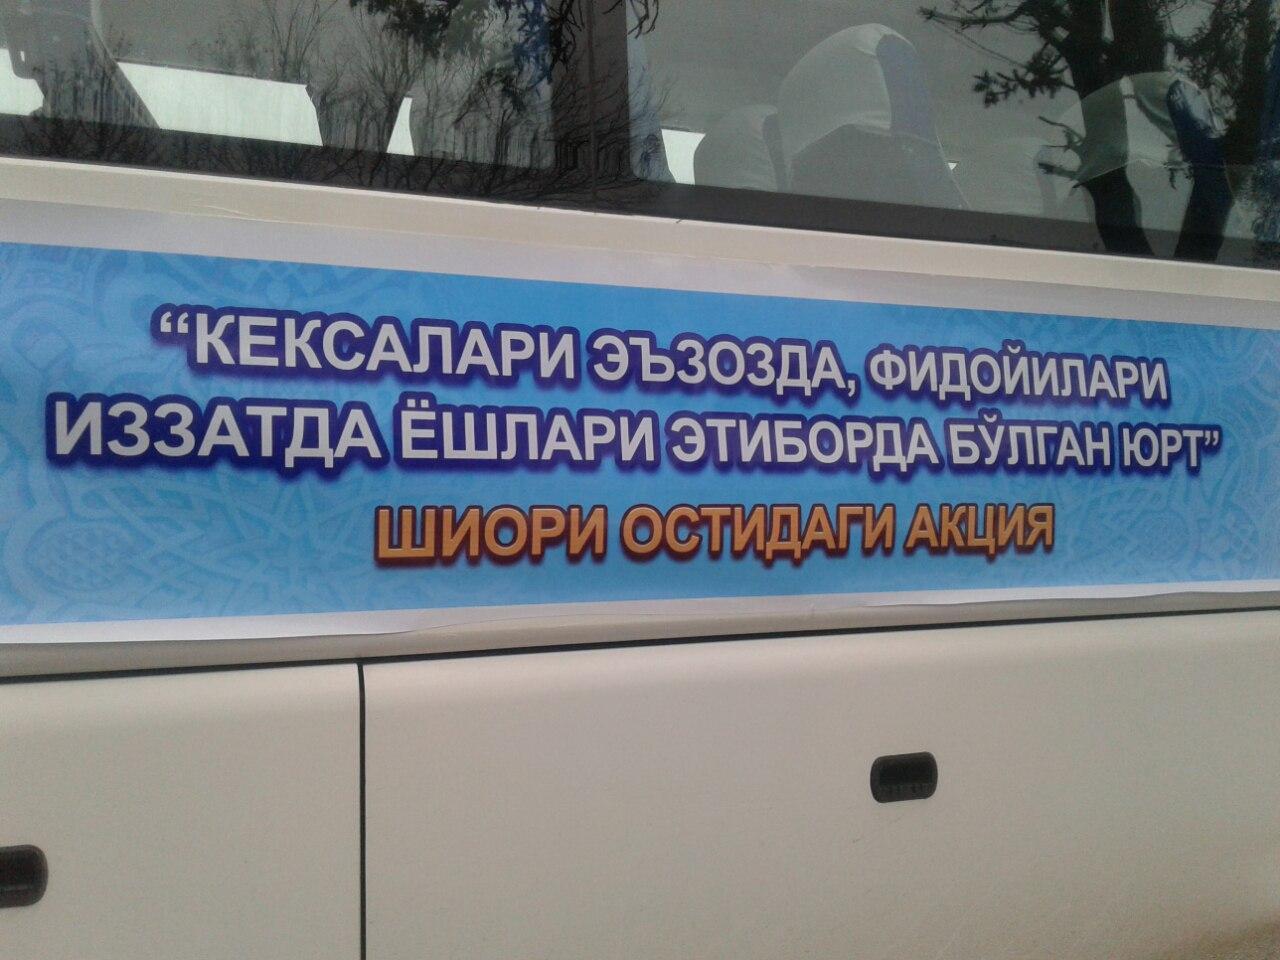 “КЕКСАЛАРИ ЭЪЗОЗДА, ФИДОЙИЛАРИ
ИЗЗАТДА ЁШЛАРИ ЭТИБОРДА БЎЛГАН ЮРТ”
ШИОРИ ОСТИДАГИ АКЦИЯ